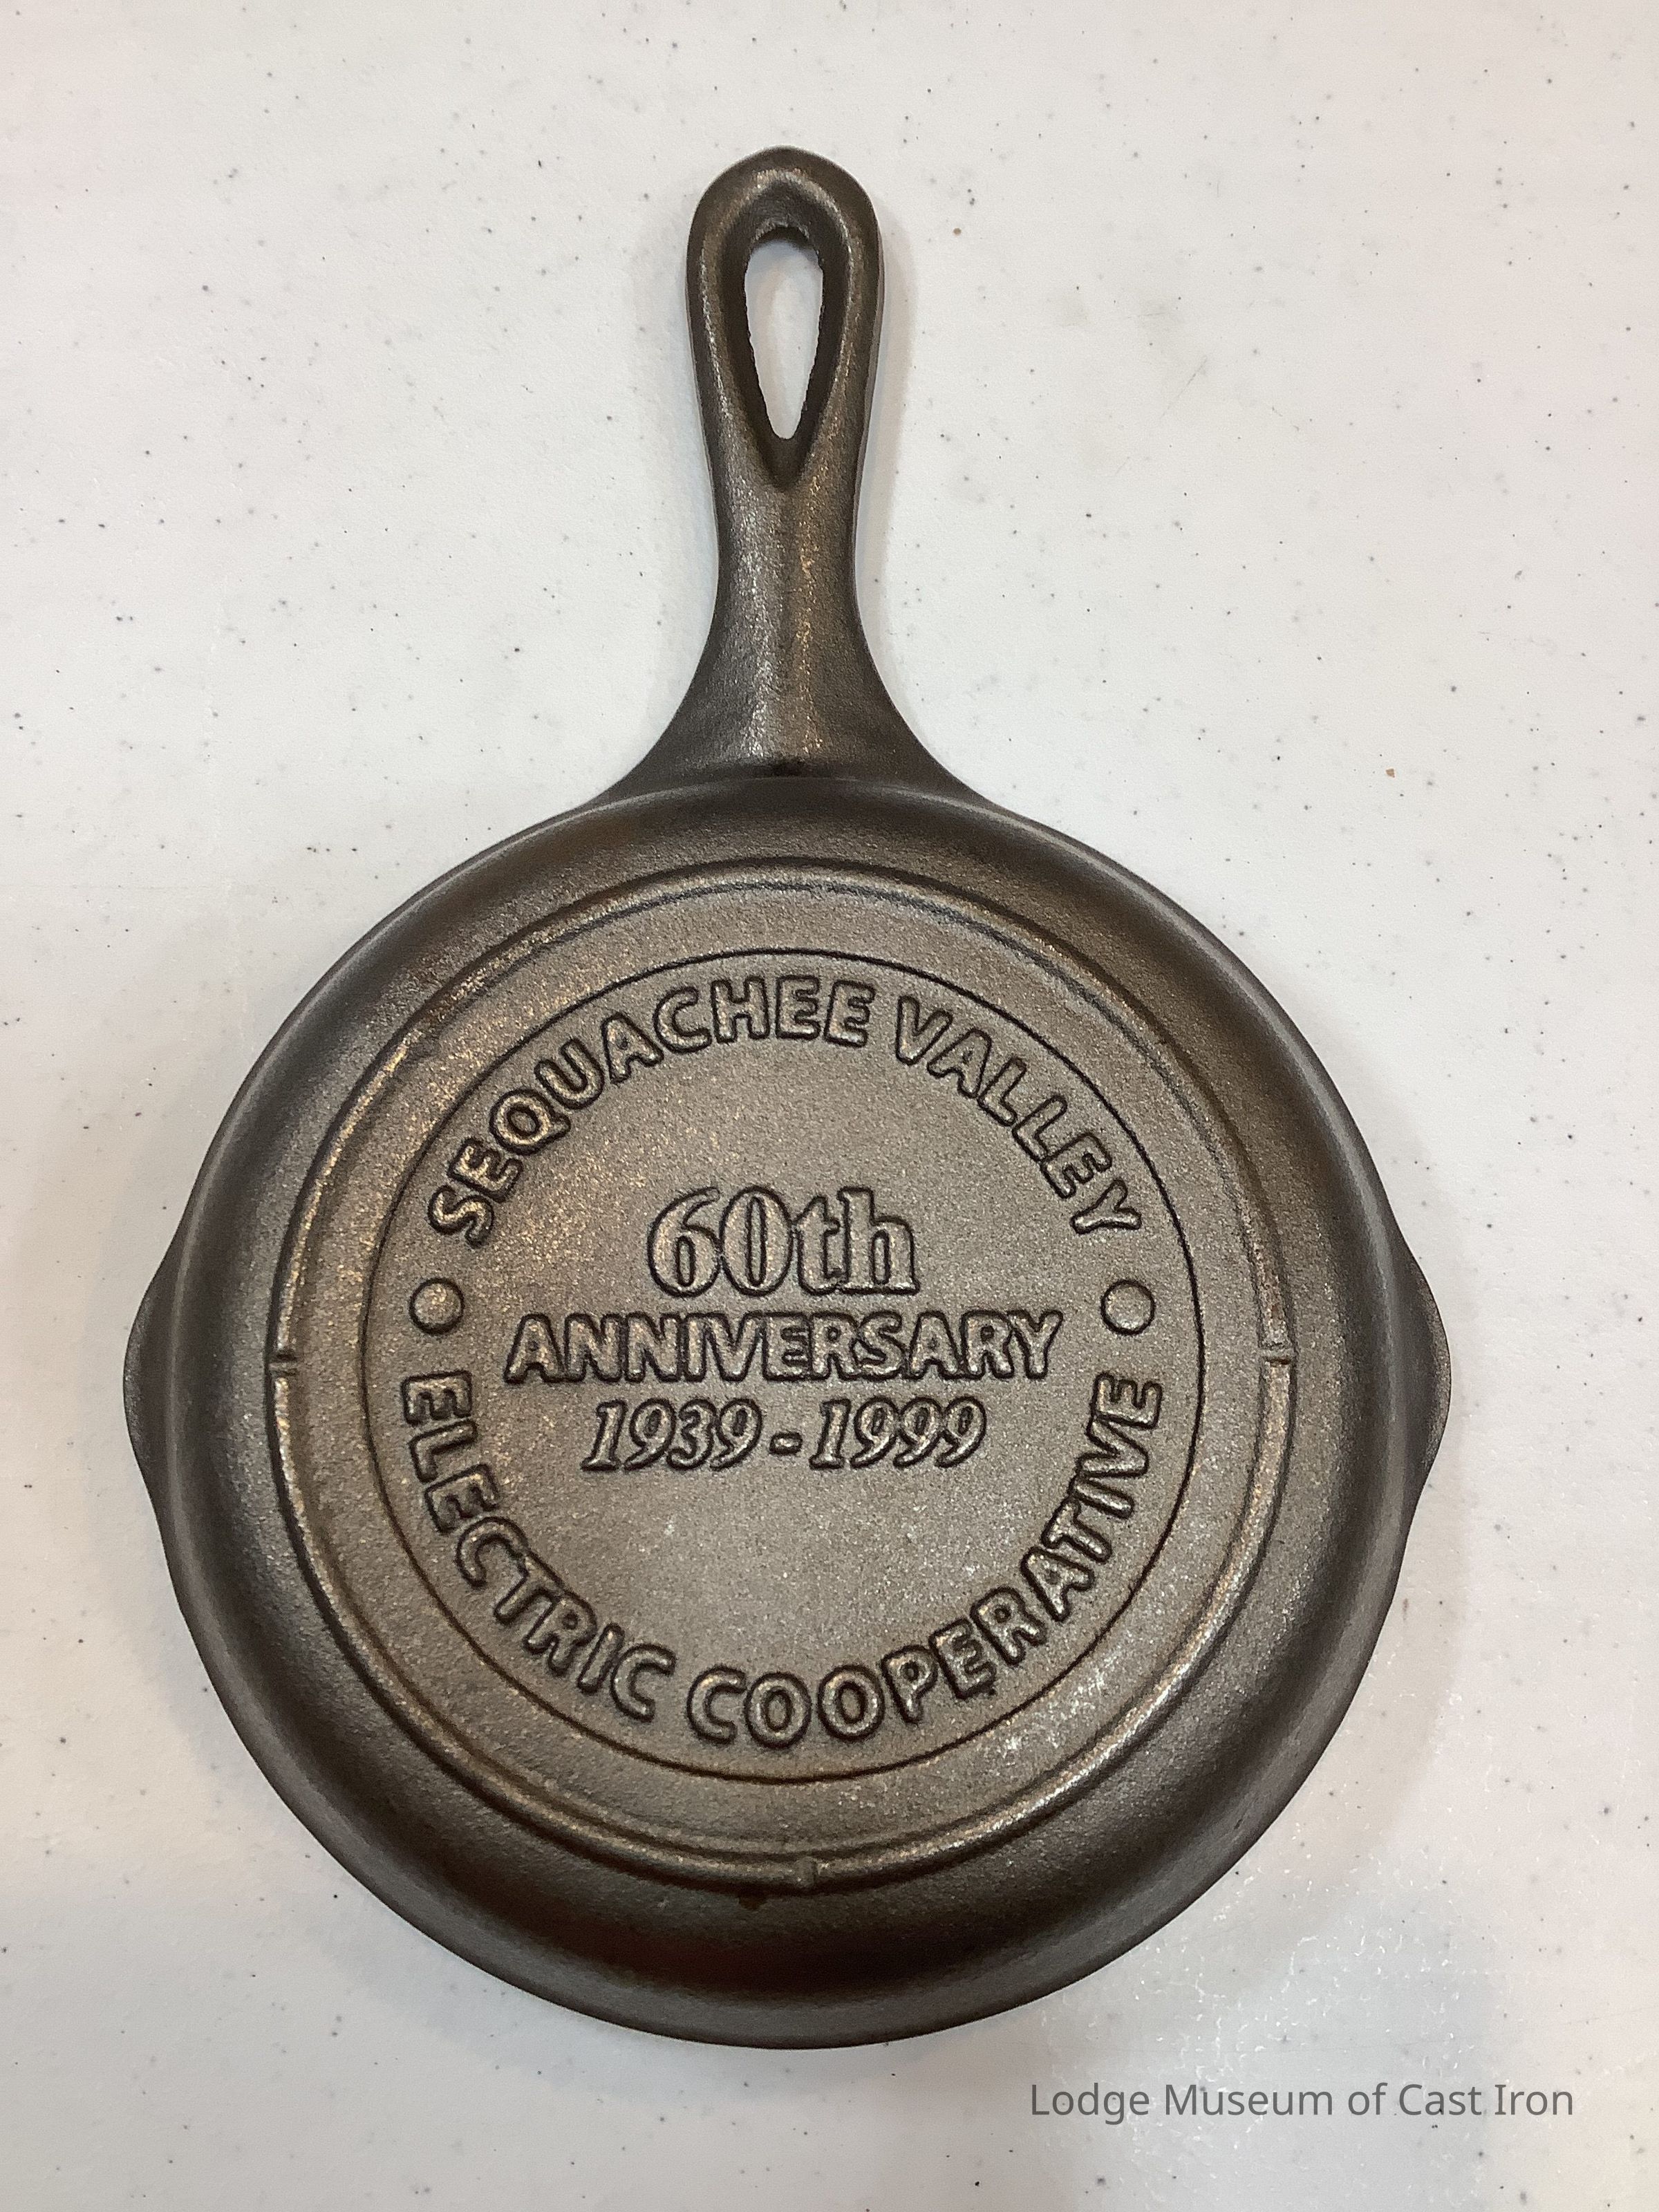 SEQUACHEE VALLEY
60th
ANNIVERSARY
1939 - 1999
ELECTRIC COOPERATIVE
Lodge Museum of Cast Iron